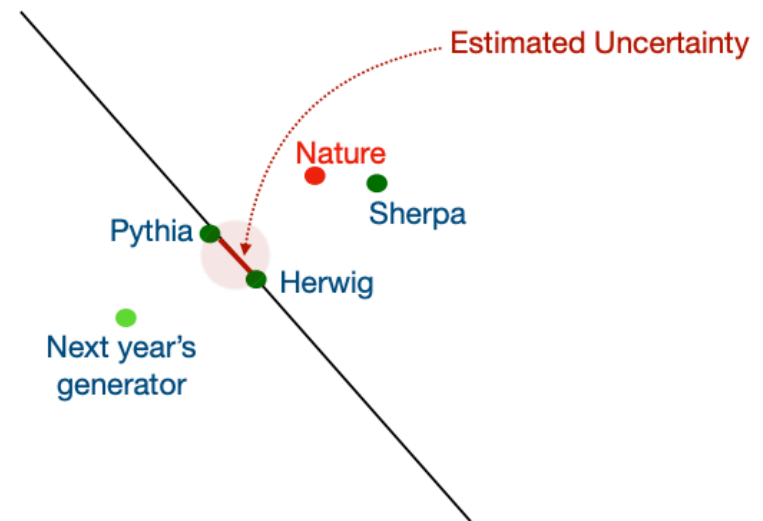 Estimated Uncertainty
Nature
Sherpa
Pythia
Herwig
Next year's
generator